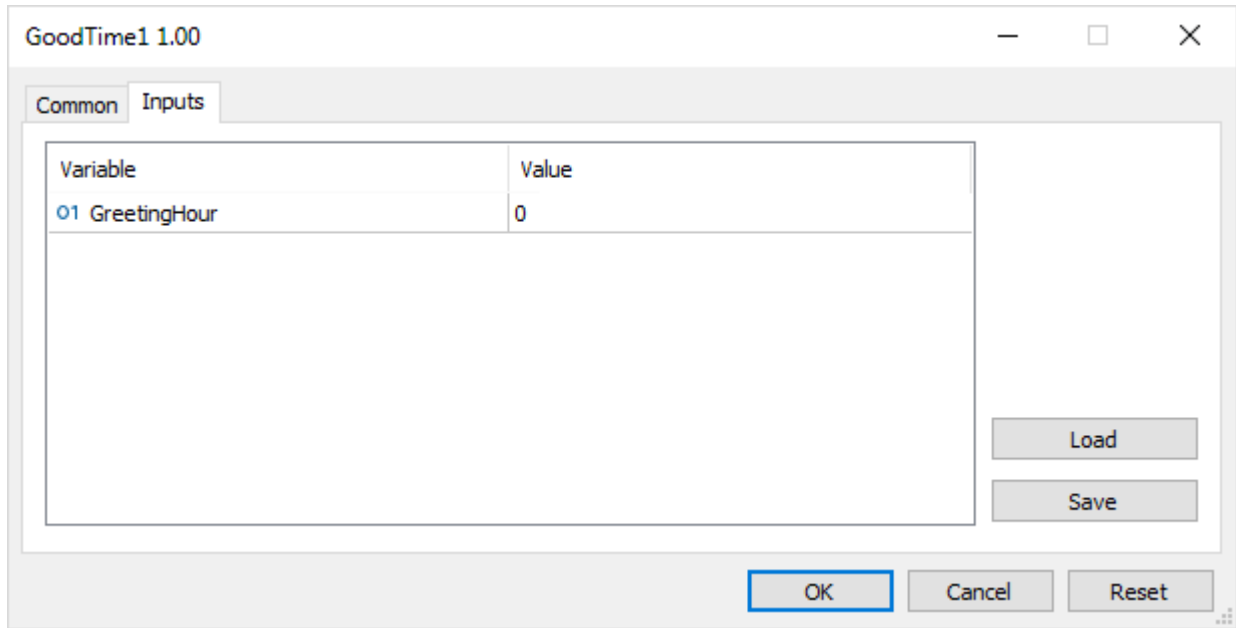 GoodTime1 1.00
Common Inputs
Variable Value
01 GreetingHour 0
Load
Save
OK Cancel Reset